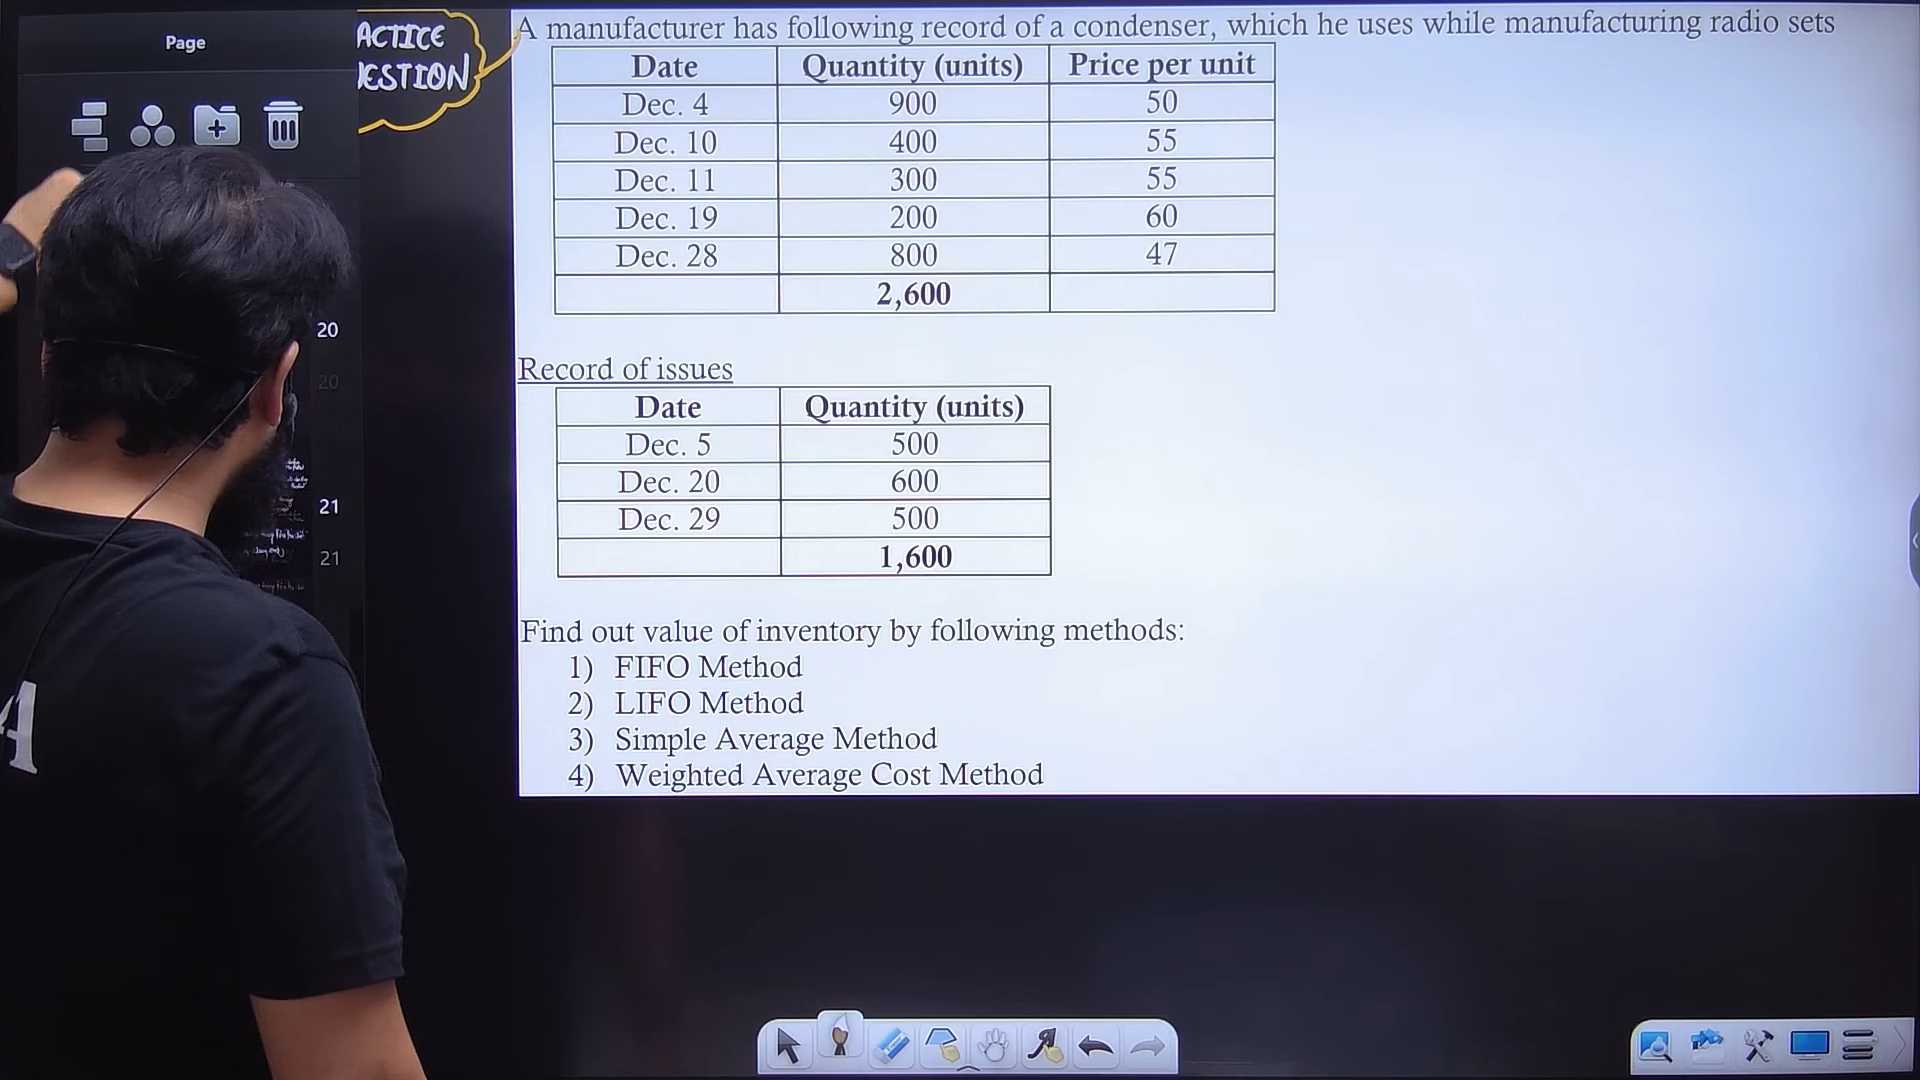 Page
ACTICE
ESTION
A manufacturer has following record of a condenser, which he uses while manufacturing radio sets
Date Quantity (units) Price per unit
Dec. 4 900 50
Dec. 10 400 55
Dec. 11 300 55
Dec. 19 200 60
Dec. 28 800 47
2,600
20
20
Record of issues
Date Quantity (units)
Dec. 5 500
Dec. 20 600
Dec. 29 500
1,600
21
21
Find out value of inventory by following methods:
1) FIFO Method
2) LIFO Method
3) Simple Average Method
4) Weighted Average Cost Method
A